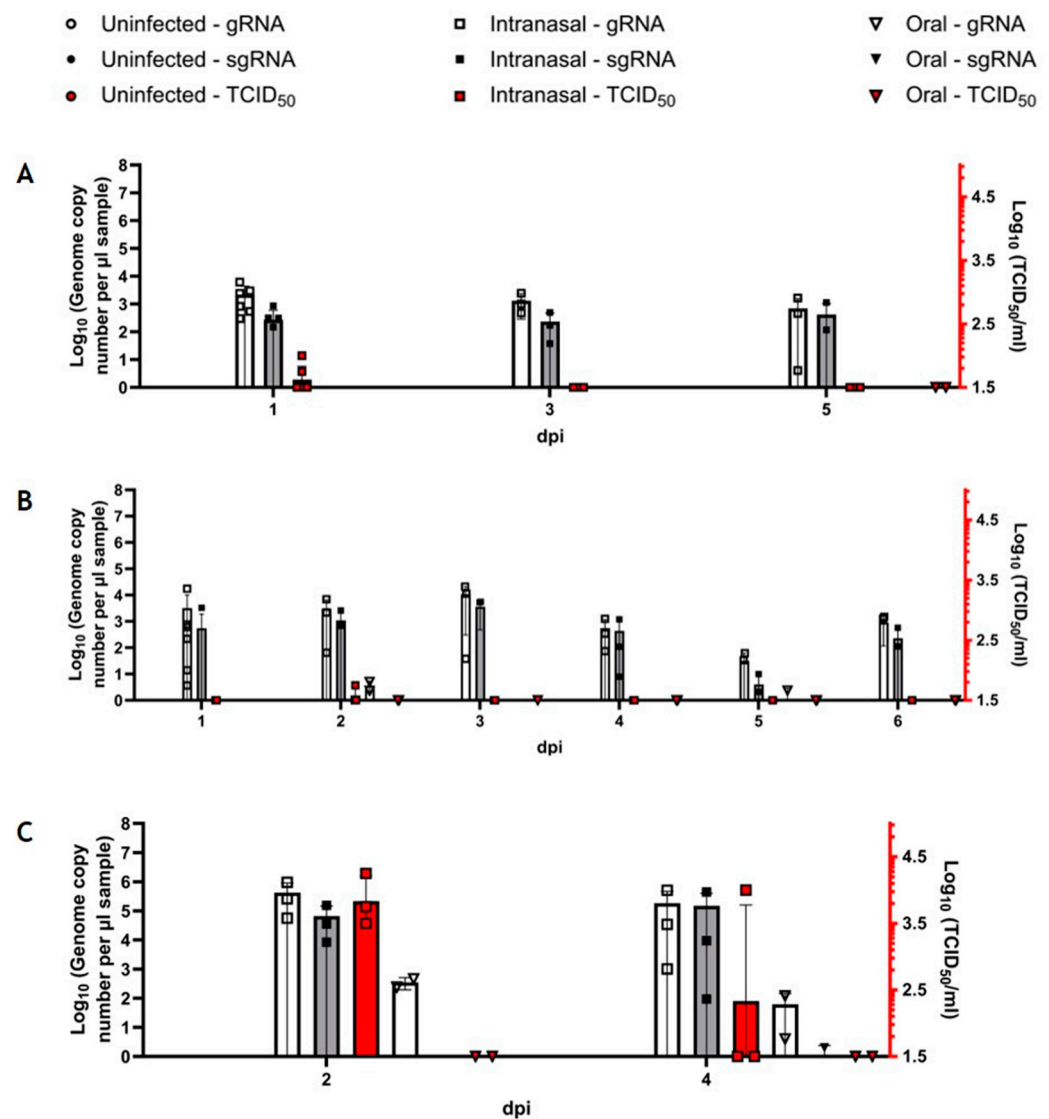 Uninfected - gRNA
Intranasal - gRNA
Oral - gRNA
Uninfected - sgRNA
Intranasal - sgRNA
Oral - sgRNA
Uninfected - TCID50
Intranasal - TCID50
Oral - TCID50
A
Log10 (Genome copy
number per µl sample)
8
7
6
5
4
3
2
1
0
1
3
5
dpi
4.5
3.5
2.5
1.5
Log10 (TCID50/ml)
B
Log10 (Genome copy
number per µl sample)
8
7
6
5
4
3
2
1
0
1
2
3
4
5
6
dpi
4.5
3.5
2.5
1.5
Log10 (TCID50/ml)
C
Log10 (Genome copy
number per µl sample)
8
7
6
5
4
3
2
1
0
2
4
dpi
4.5
3.5
2.5
1.5
Log10 (TCID50/ml)